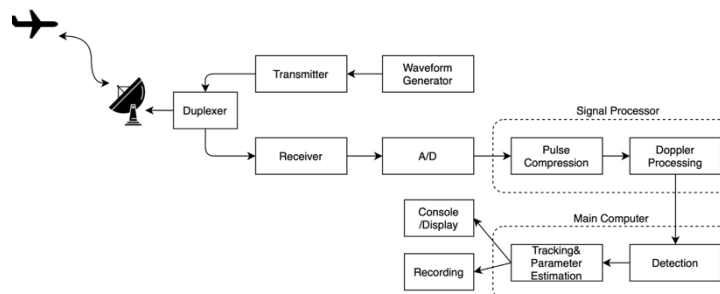 Transmitter
Waveform
Generator
Duplexer
Signal Processor
Receiver
A/D
Pulse
Compression
Doppler
Processing
Console
/Display
Main Computer
Recording
Tracking&
Parameter
Estimation
Detection